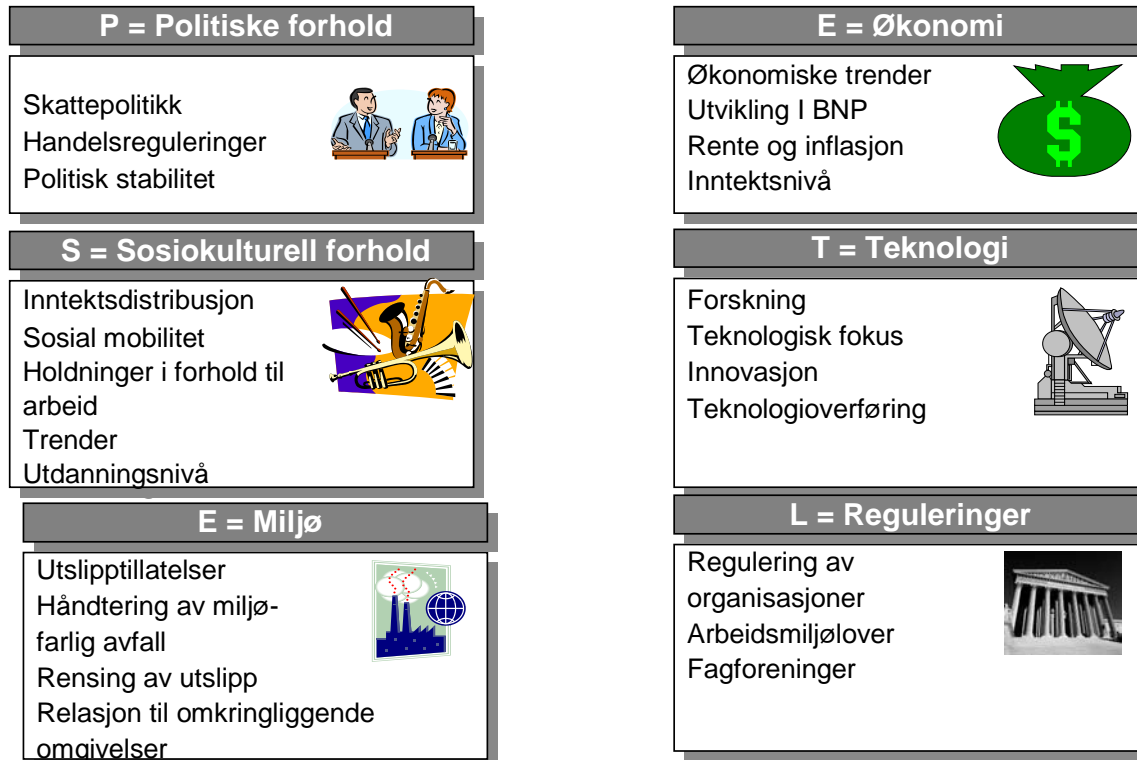 P = Politiske forhold
Skattepolitikk
Handelsreguleringer
Politisk stabilitet
E = Økonomi
Økonomiske trender
Utvikling I BNP
Rente og inflasjon
Inntektsnivå
S = Sosiokulturell forhold
Inntektsdistribusjon
Sosial mobilitet
Holdninger i forhold til
arbeid
Trender
Utdanningsnivå
T = Teknologi
Forskning
Teknologisk fokus
Innovasjon
Teknologioverføring
E = Miljø
Utslipptillatelser
Håndtering av miljø-
farlig avfall
Rensing av utslipp
Relasjon til omkringliggende
omgivelser
L = Reguleringer
Regulering av
organisasjoner
Arbeidsmiljølover
Fagforeninger